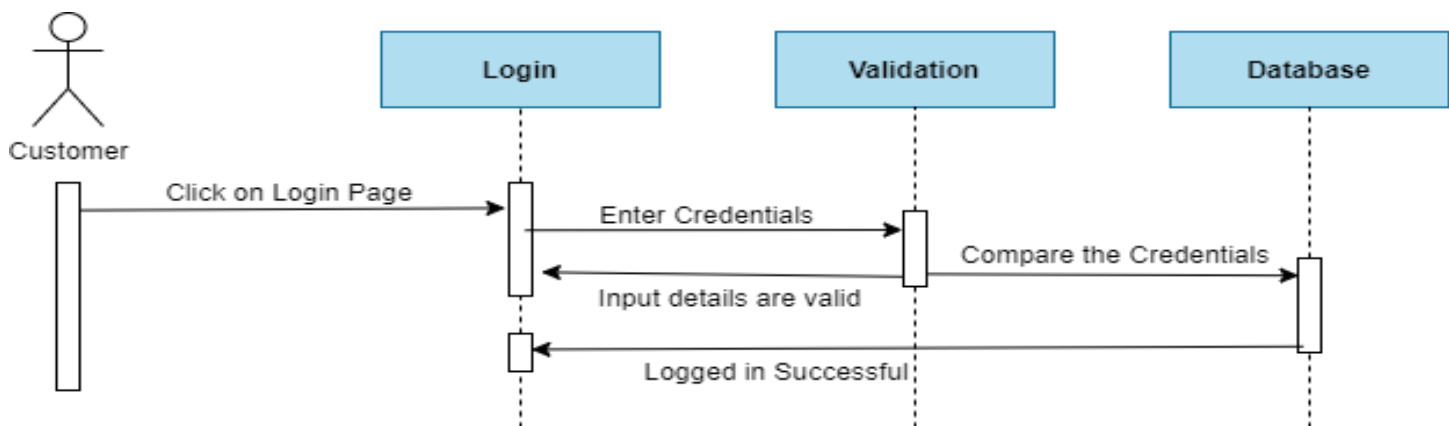 Login
Validation
Database
Customer
Click on Login Page
Enter Credentials
Compare the Credentials
Input details are valid
Logged in Successful